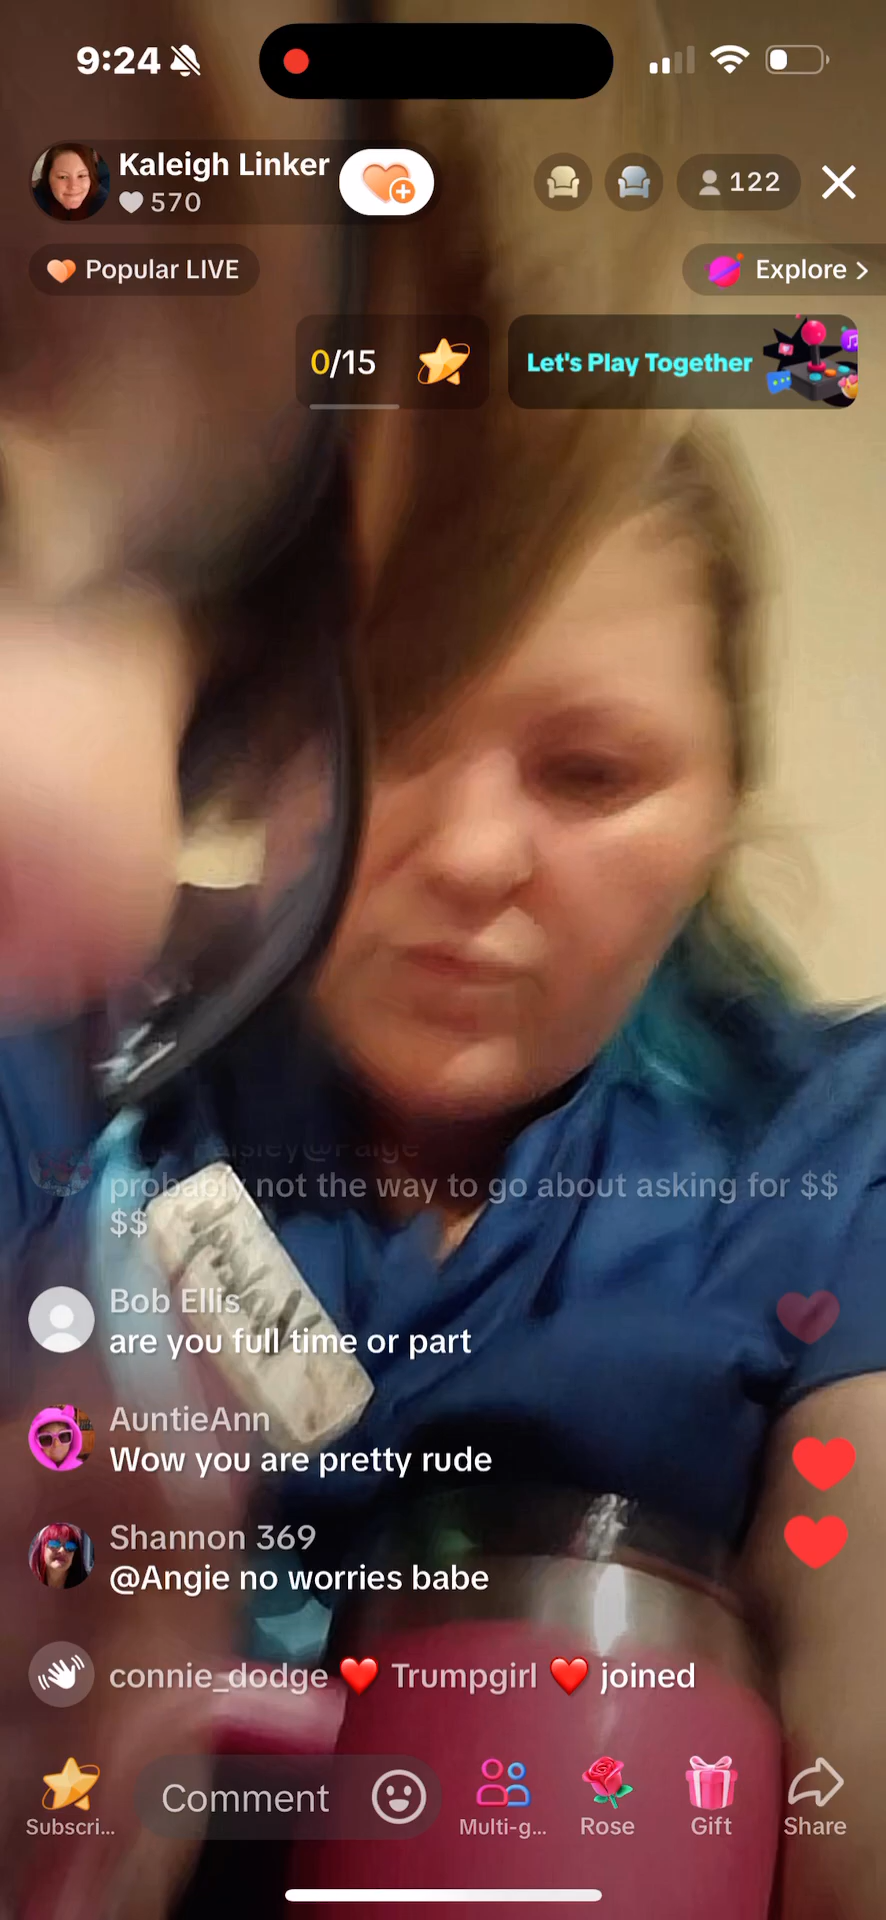 9:24
Kaleigh Linker
570
122
Popular LIVE
Explore >
0/15
Let's Play Together
probably not the way to go about asking for $$
$$
Bob Ellis
are you full time or part
AuntieAnn
Wow you are pretty rude
Shannon 369
@Angie no worries babe
connie_dodge ❤️ Trumpgirl ❤️ joined
Comment
Subscri...
Multi-g...
Rose
Gift
Share